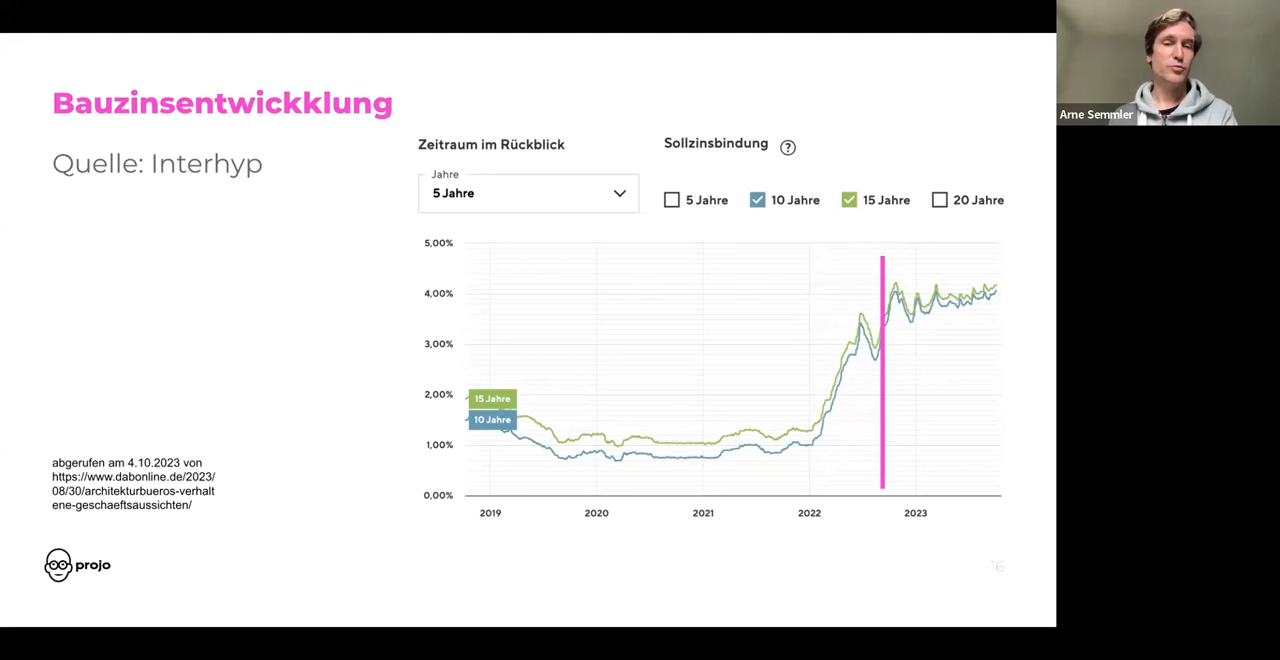 Bauzinsentwickklung
Quelle: Interhyp
Zeitraum im Rückblick
Sollzinsbindung ?
Jahre
5 Jahre
5 Jahre
10 Jahre
15 Jahre
20 Jahre
5,00%
4,00%
3,00%
2,00%
1,00%
0,00%
15 Jahre
10 Jahre
2019
2020
2021
2022
2023
abgerufen am 4.10.2023 von
https://www.dabonline.de/2023/
08/30/architekturbueros-verhalt
ene-geschaeftsaussichten/
projo
Arne Semmler